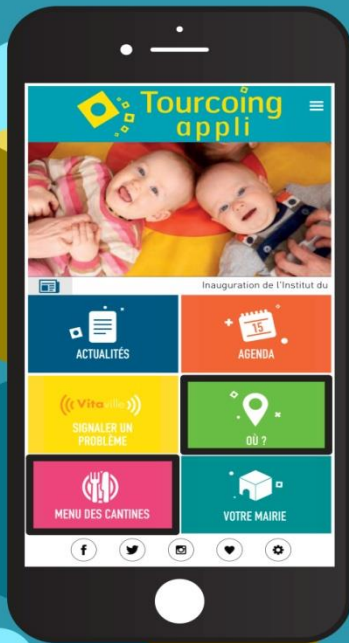 Tourcoing
appli
Inauguration de l'Institut du
ACTUALITÉS
15
AGENDA
((( Vitaville )))
SIGNALER UN
PROBLÈME
OÙ ?
MENU DES CANTINES
VOTRE MAIRIE
f